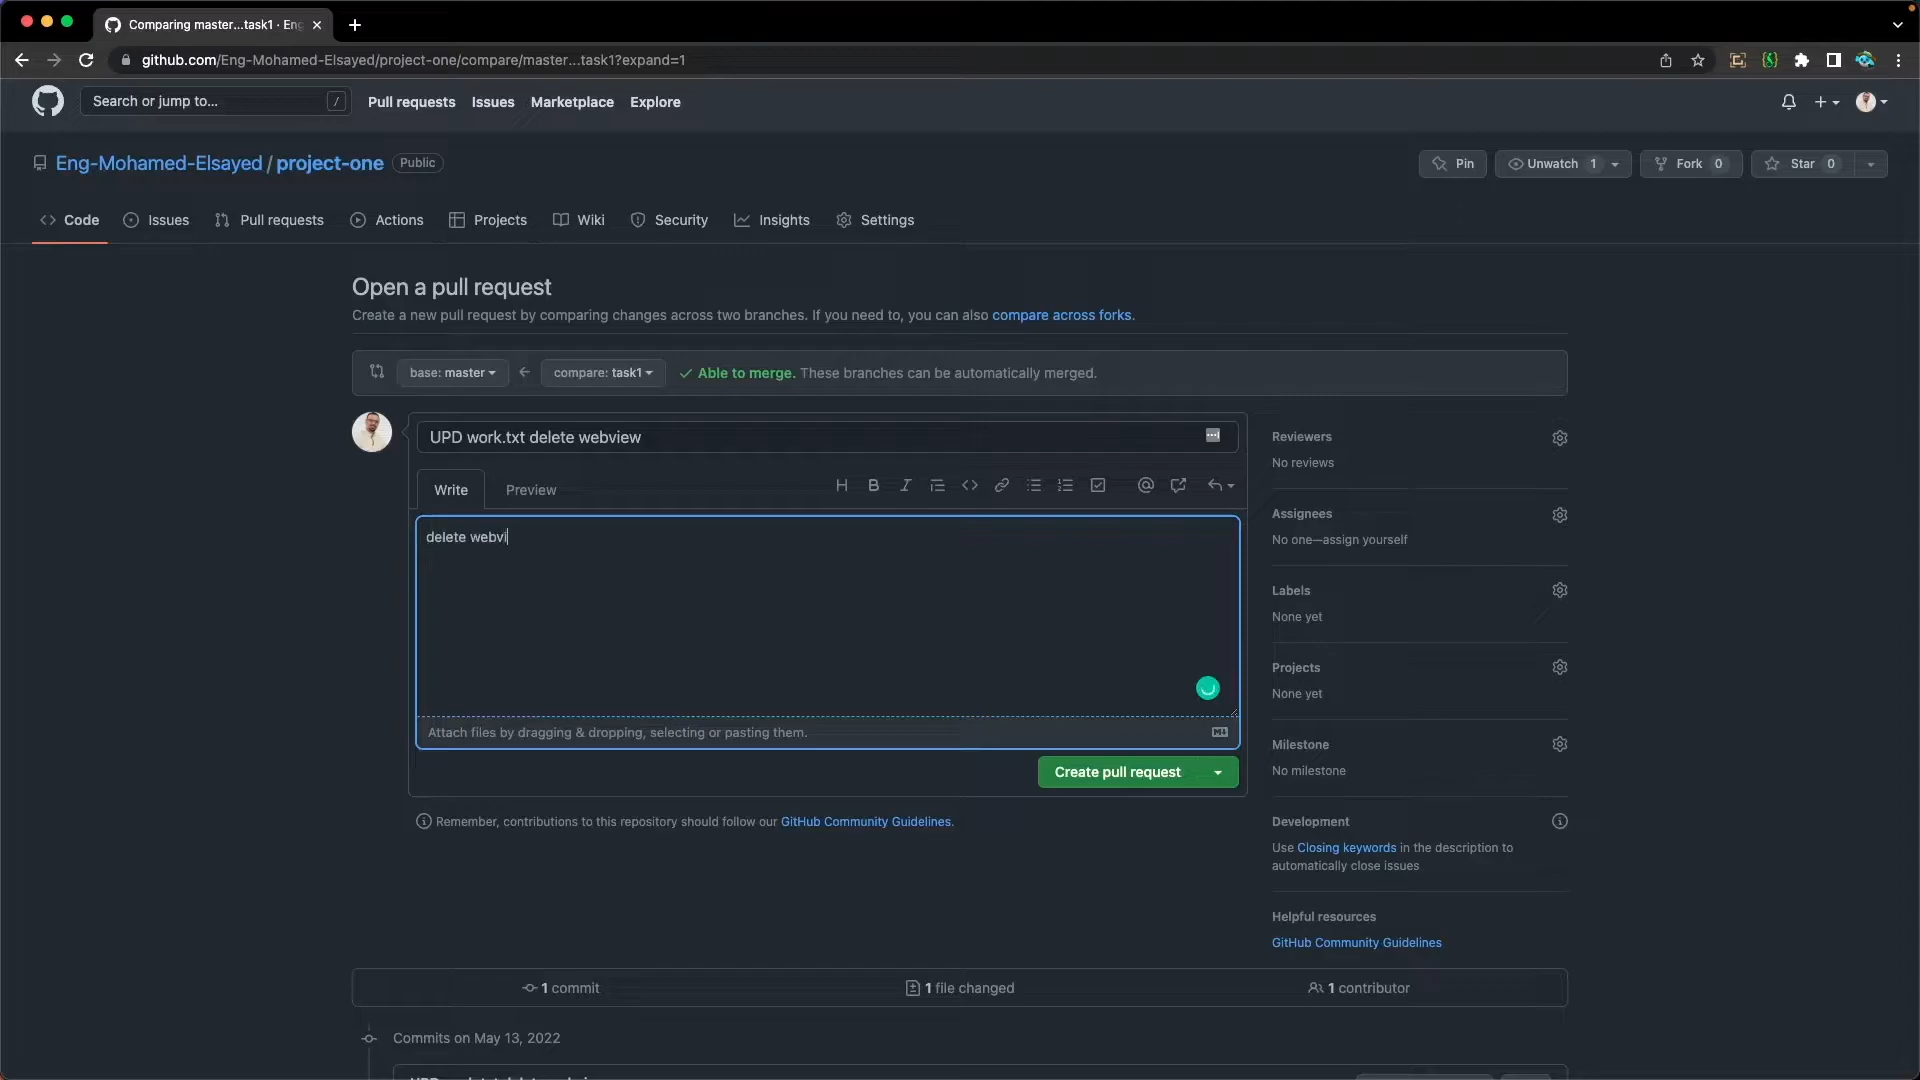 Comparing master...task1 · Eng
github.com/Eng-Mohamed-Elsayed/project-one/compare/master...task1?expand=1
Search or jump to... /
Pull requests Issues Marketplace Explore
Eng-Mohamed-Elsayed / project-one Public
Pin Unwatch 1 Fork 0 Star 0
Code Issues Pull requests Actions Projects Wiki Security Insights Settings
Open a pull request
Create a new pull request by comparing changes across two branches. If you need to, you can also compare across forks.
base: master compare: task1 Able to merge. These branches can be automatically merged.
UPD work.txt delete webview
Write Preview
delete webvi
Attach files by dragging & dropping, selecting or pasting them.
Create pull request
Remember, contributions to this repository should follow our GitHub Community Guidelines.
Reviewers
No reviews
Assignees
No one—assign yourself
Labels
None yet
Projects
None yet
Milestone
No milestone
Development
Use Closing keywords in the description to
automatically close issues
Helpful resources
GitHub Community Guidelines
1 commit 1 file changed 1 contributor
Commits on May 13, 2022